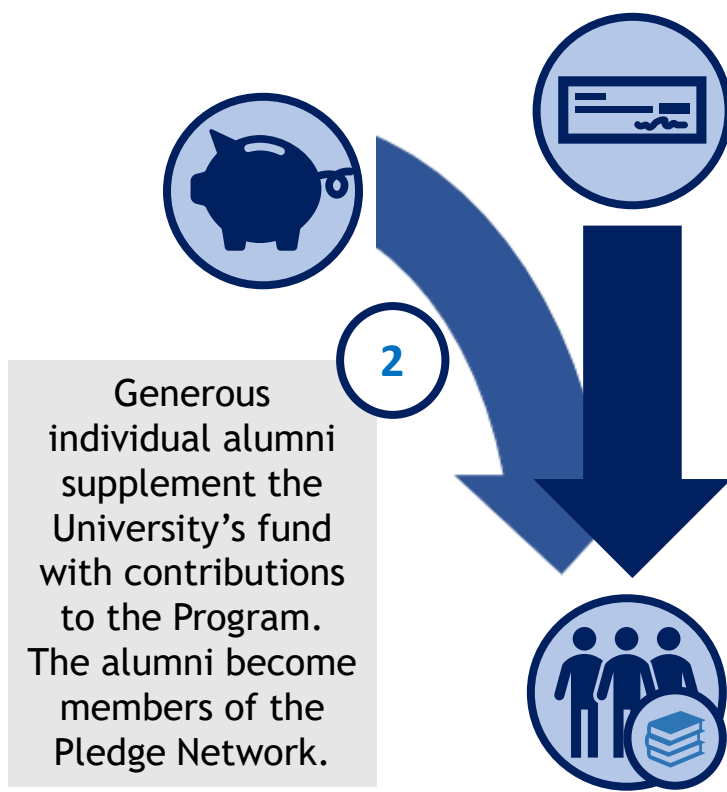 2
Generous
individual alumni
supplement the
University’s fund
with contributions
to the Program.
The alumni become
members of the
Pledge Network.